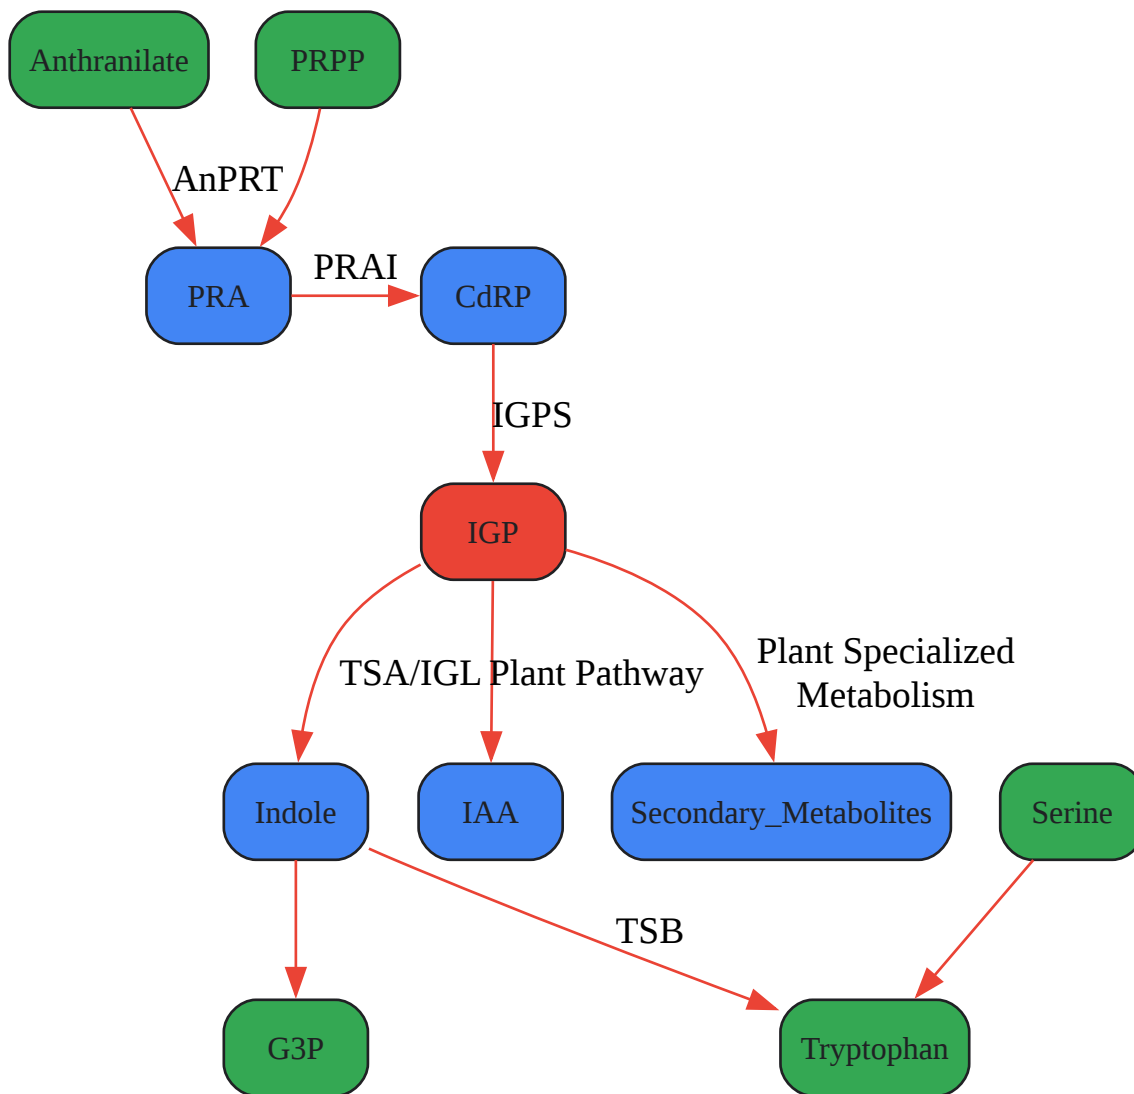 Anthranilate
PRPP
AnPRT
PRAI
PRA
CdRP
IGPS
IGP
TSA/IGL
Plant Pathway
Plant Specialized
Metabolism
Indole
IAA
Secondary_Metabolites
Serine
TSB
G3P
Tryptophan